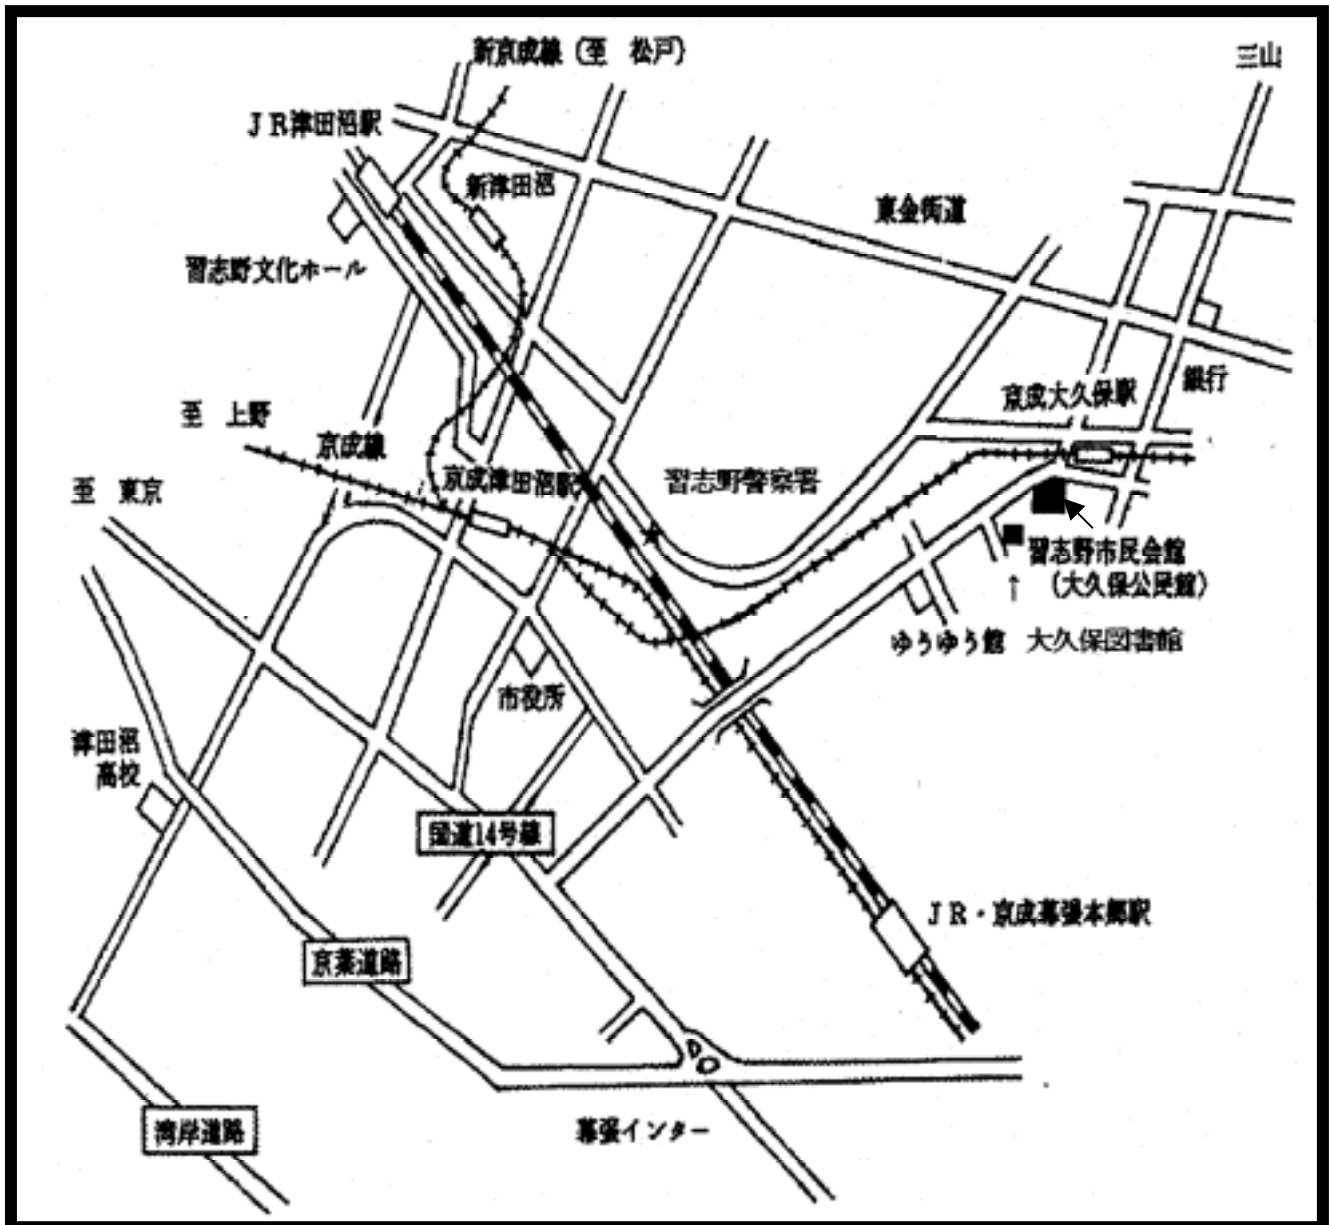 新京成線（至　松戸）
三山
ＪＲ津田沼駅
新津田沼
東金街道
習志野文化ホール
銀行
京成大久保駅
至　上野
京成線
京成津田沼駅
習志野警察署
至　東京
習志野市民会館
↑　（大久保公民館）
ゆうゆう館　大久保図書館
市役所
津田沼
高校
国道14号線
ＪＲ・京成幕張本郷駅
京葉道路
湾岸道路
幕張インター